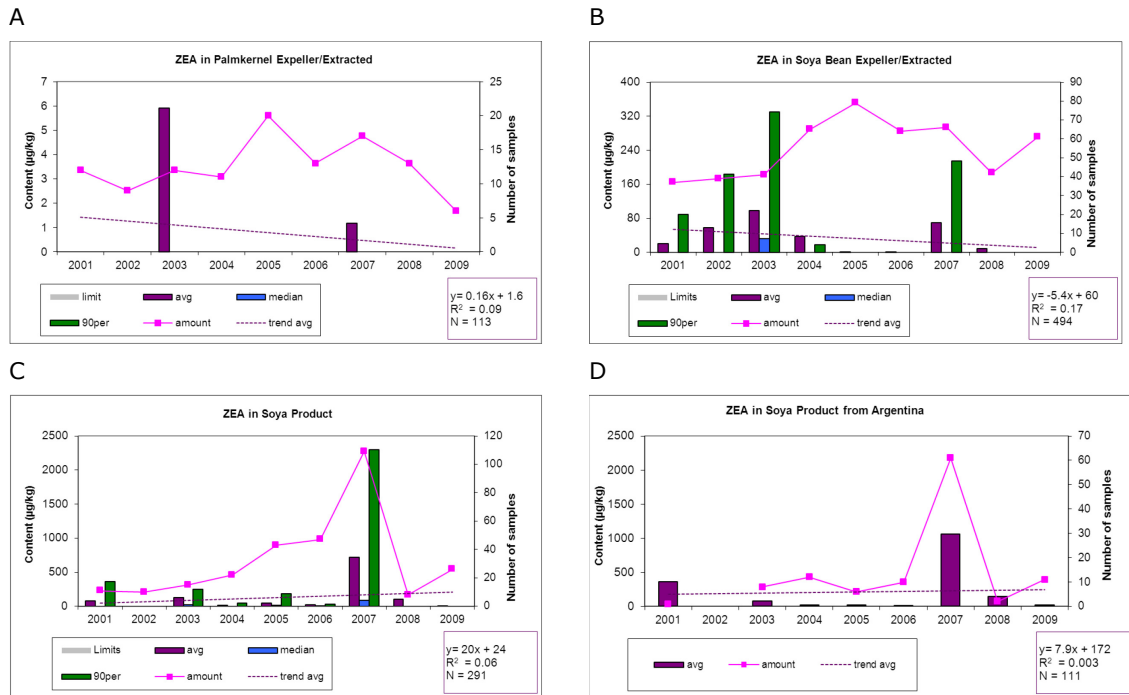 A
ZEA in Palmkernel Expeller/Extracted
Content (µg/kg)
7
6
5
4
3
2
1
0
25
20
15
10
5
0
Number of samples
2001 2002 2003 2004 2005 2006 2007 2008 2009
limit avg median
90per amount trend avg
y= 0.16x + 1.6
R² = 0.09
N = 113
B
ZEA in Soya Bean Expeller/Extracted
Content (µg/kg)
400
320
240
160
80
0
90
80
70
60
50
40
30
20
10
0
Number of samples
2001 2002 2003 2004 2005 2006 2007 2008 2009
Limits avg median
90per amount trend avg
y= -5.4x + 60
R² = 0.17
N = 494
C
ZEA in Soya Product
Content (µg/kg)
2500
2000
1500
1000
500
0
120
100
80
60
40
20
0
Number of samples
2001 2002 2003 2004 2005 2006 2007 2008 2009
Limits avg median
90per amount trend avg
y= 20x + 24
R² = 0.06
N = 291
D
ZEA in Soya Product from Argentina
Content (µg/kg)
2500
2000
1500
1000
500
0
70
60
50
40
30
20
10
0
Number of samples
2001 2002 2003 2004 2005 2006 2007 2008 2009
avg amount trend avg
y= 7.9x + 172
R² = 0.003
N = 111